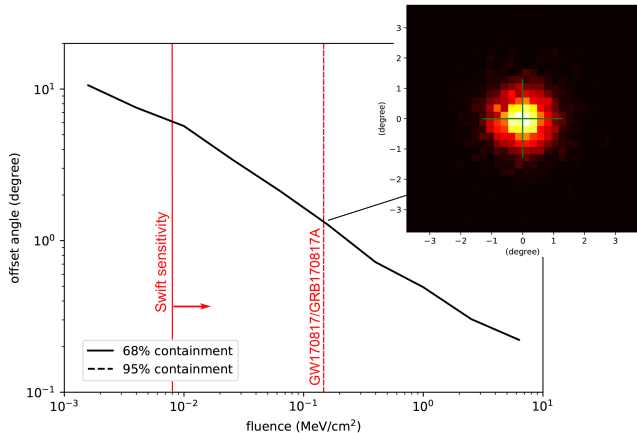 3
2
1
0
−1
−2
−3
(degree)
−3 −2 −1 0 1 2 3
(degree)
10¹
10⁰
10⁻¹
offset angle (degree)
Swift sensitivity
GW170817/GRB170817A
68% containment
95% containment
10⁻³ 10⁻² 10⁻¹ 10⁰ 10¹
fluence (MeV/cm²)